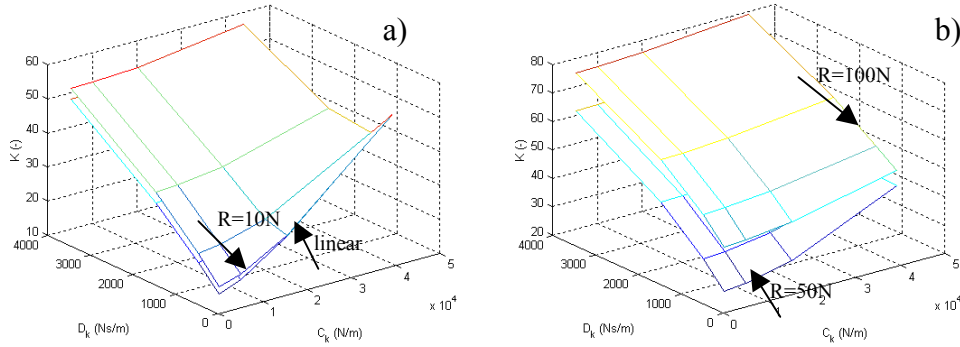 a)
60
50
40
30
20
10
K (-)
4000
3000
2000
1000
0
D_k (Ns/m)
0
1
2
3
4
5
x 10^4
C_k (N/m)
R=10N
linear
b)
80
70
60
50
40
30
20
K (-)
4000
3000
2000
1000
0
D_k (Ns/m)
0
1
2
3
4
5
x 10^4
C_k (N/m)
R=100N
R=50N